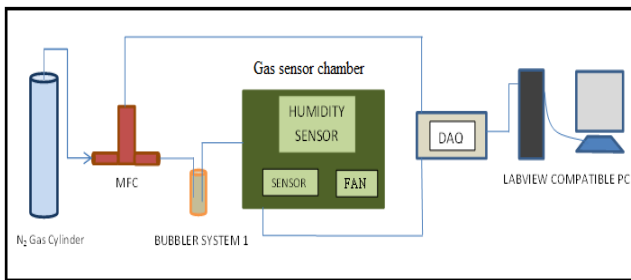 Gas sensor chamber
HUMIDITY
SENSOR
SENSOR
FAN
DAQ
MFC
N₂ Gas Cylinder
BUBBLER SYSTEM 1
LABVIEW COMPATIBLE PC